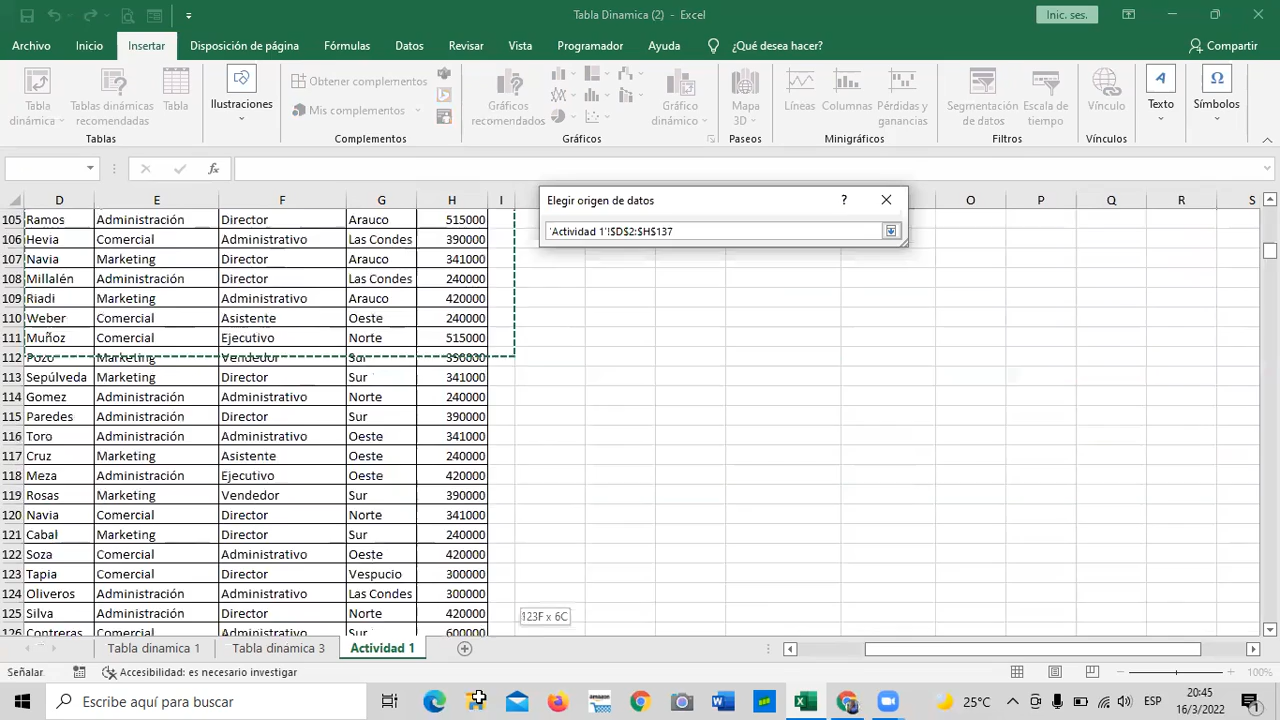 Tabla Dinamica (2) - Excel
Inic. ses.
Archivo Inicio Insertar Disposición de página Fórmulas Datos Revisar Vista Programador Ayuda ¿Qué desea hacer? Compartir
Tabla dinámica
Tablas dinámicas recomendadas
Tabla
Ilustraciones
Obtener complementos
Mis complementos
Gráficos recomendados
Gráfico dinámico
Mapa 3D
Líneas
Columnas
Pérdidas y ganancias
Segmentación de datos
Escala de tiempo
Vínculo
Texto
Símbolos
Tablas Complementos Gráficos Paseos Minigráficos Filtros Vínculos
fx
Elegir origen de datos ?
'Actividad 1'!$D$2:$H$137
D E F G H I O P Q R S
105 Ramos Administración Director Arauco 515000
106 Hevia Comercial Administrativo Las Condes 390000
107 Navia Marketing Director Arauco 341000
108 Millalén Administración Director Las Condes 240000
109 Riadi Marketing Administrativo Arauco 420000
110 Weber Comercial Asistente Oeste 240000
111 Muñoz Comercial Ejecutivo Norte 515000
112 Pozo Marketing Vendedor Sur 390000
113 Sepúlveda Marketing Director Sur 341000
114 Gomez Administración Administrativo Norte 240000
115 Paredes Administración Director Sur 390000
116 Toro Administración Administrativo Oeste 341000
117 Cruz Marketing Asistente Oeste 240000
118 Meza Administración Ejecutivo Oeste 420000
119 Rosas Marketing Vendedor Sur 390000
120 Navia Comercial Director Norte 341000
121 Cabal Marketing Director Sur 240000
122 Soza Comercial Administrativo Oeste 420000
123 Tapia Comercial Director Vespucio 300000
124 Oliveros Administración Administrativo Las Condes 300000
125 Silva Administración Director Norte 420000
126 Contreras Comercial Administrativo Sur 600000
123F x 6C
Tabla dinamica 1 Tabla dinamica 3 Actividad 1
Señalar Accesibilidad: es necesario investigar 100%
Escribe aquí para buscar
25°C
ESP
20:45
16/3/2022